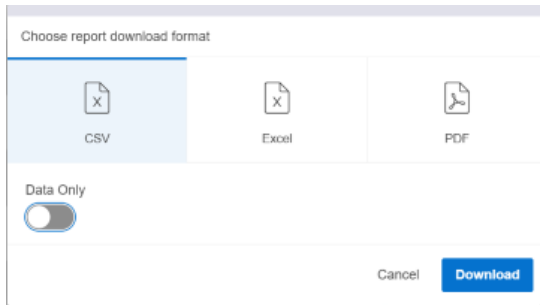 Choose report download format
CSV
Excel
PDF
Data Only
Cancel
Download